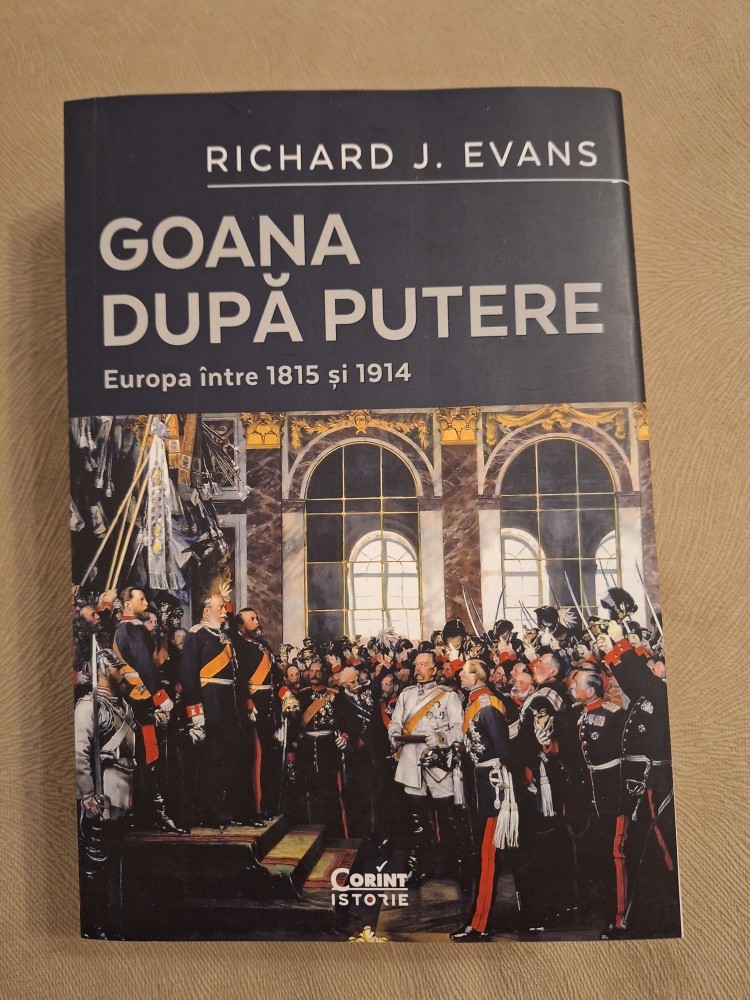 RICHARD J. EVANS
GOANA
DUPĂ PUTERE
Europa între 1815 și 1914
CORINT
ISTORIE